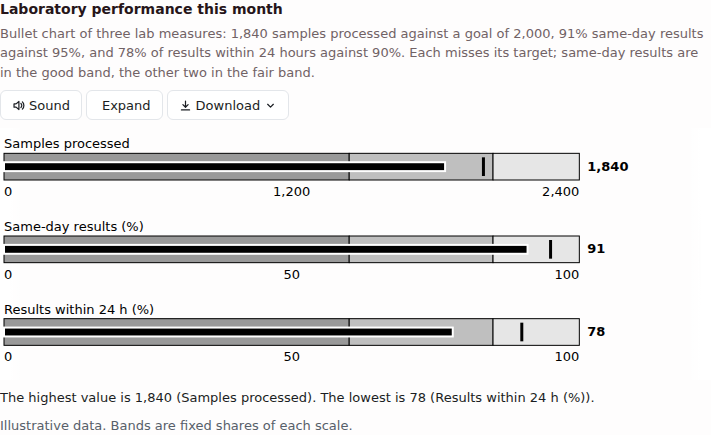 Laboratory performance this month
Bullet chart of three lab measures: 1,840 samples processed against a goal of 2,000, 91% same-day results
against 95%, and 78% of results within 24 hours against 90%. Each misses its target; same-day results are
in the good band, the other two in the fair band.
Sound Expand Download
Samples processed
1,840
0 1,200 2,400
Same-day results (%)
91
0 50 100
Results within 24 h (%)
78
0 50 100
The highest value is 1,840 (Samples processed). The lowest is 78 (Results within 24 h (%)).
Illustrative data. Bands are fixed shares of each scale.